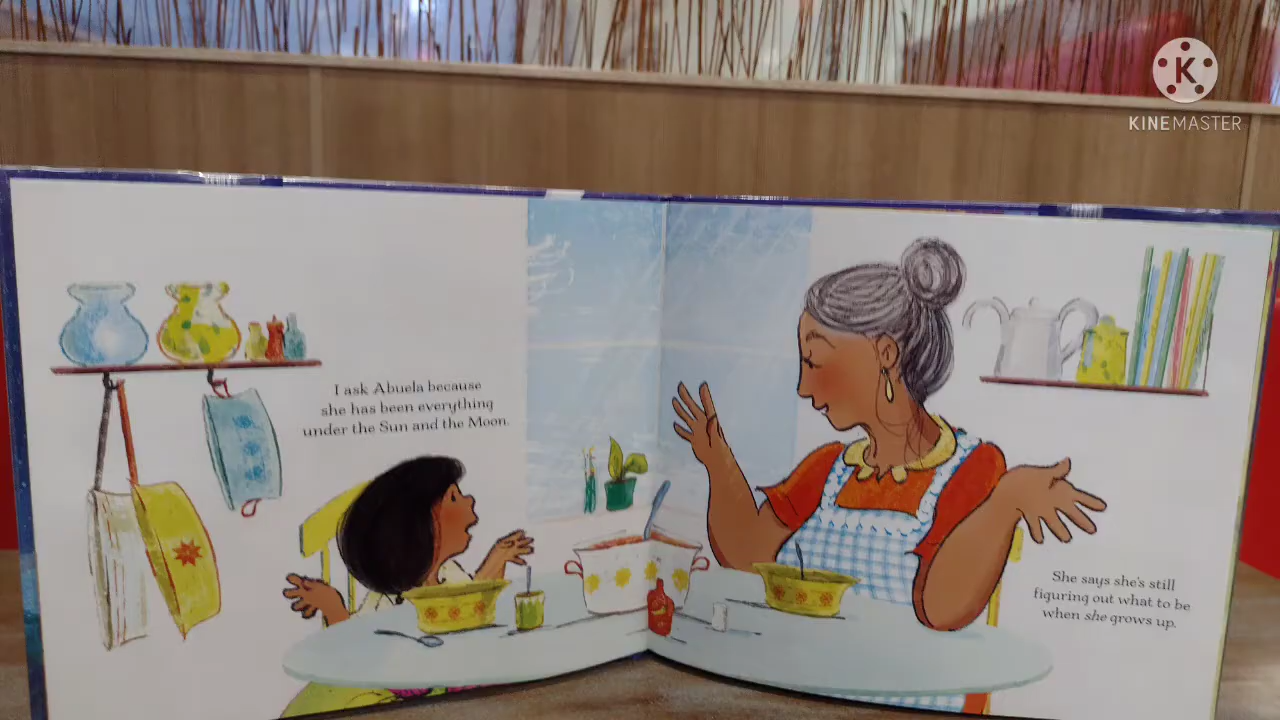 K
KINEMASTER
I ask Abuela because
she has been everything
under the Sun and the Moon.
She says she's still
figuring out what to be
when she grows up.